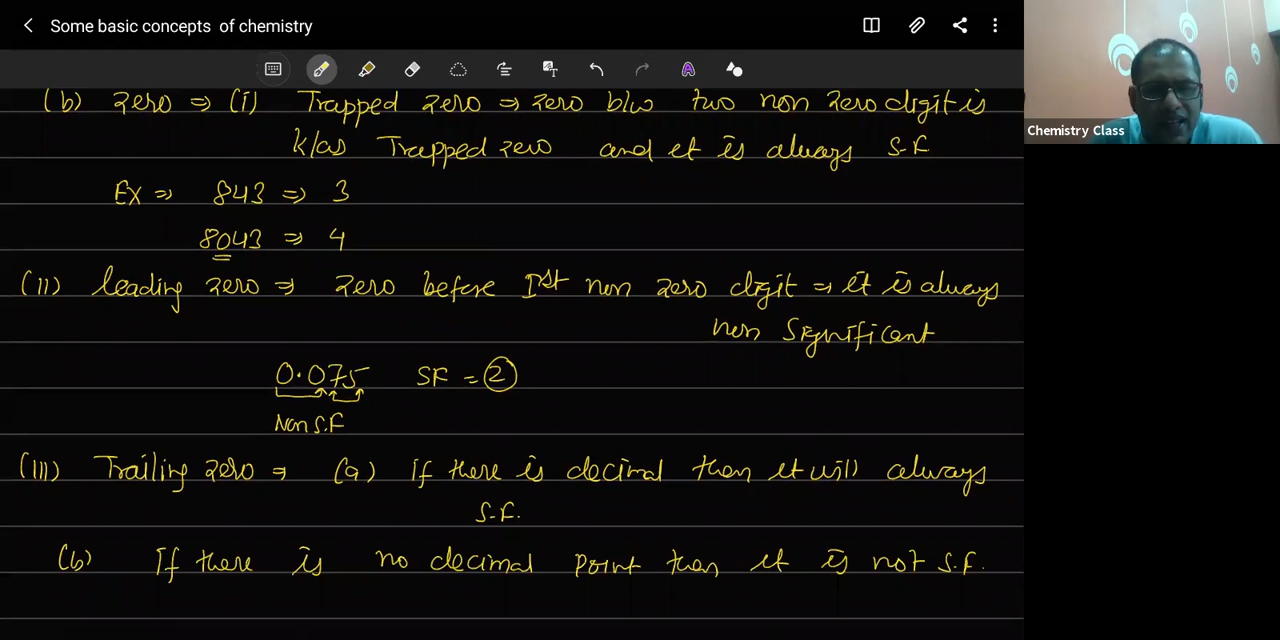 Some basic concepts of chemistry
Chemistry Class
(b) zero ⇒ (i) Trapped zero ⇒ zero b/w two non zero digit is
k/as Trapped zero and it is always S.F
Ex ⇒ 843 ⇒ 3
8043 ⇒ 4
(ii) leading zero ⇒ zero before Ist non zero digit ⇒ it is always
non Significant
0.075 SF = 2
Non S.F
(iii) Trailing zero ⇒ (a) if there is decimal then it will always
S.F.
(b) If there is no decimal point then it is not S.F.